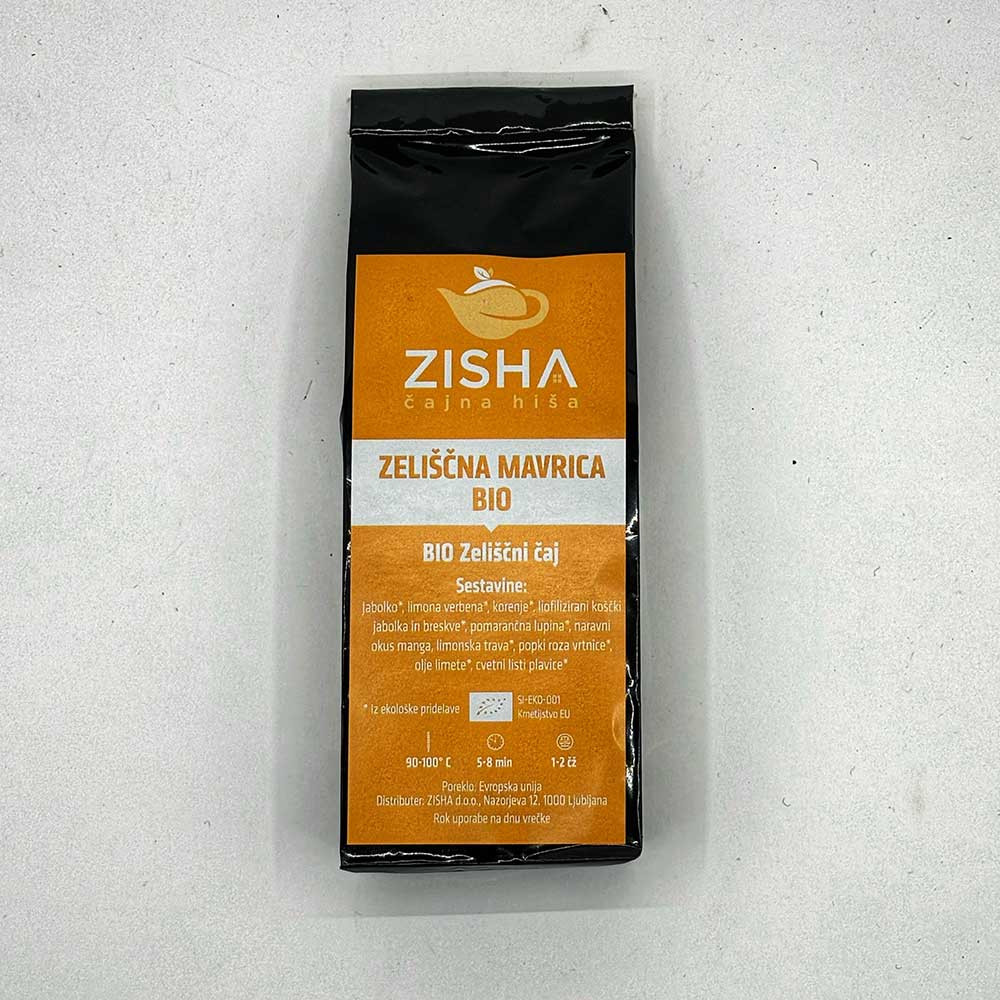 ZISHA
čajna hiša
ZELIŠČNA MAVRICA
BIO
BIO Zeliščni čaj
Sestavine:
Jabolko*, limona verbena*, korenje*, liofilizirani koščki
jabolka in breskve*, pomarančna lupina*, naravni
okus manga, limonska trava*, popki roza vrtnice*,
olje limete*, cvetni listi plavice*
* iz ekološke pridelave
SI-EKO-001
Kmetijstvo EU
90-100° C 5-8 min 1-2 čž
Poreklo: Evropska unija
Distributer: ZISHA d.o.o., Nazorjeva 12, 1000 Ljubljana
Rok uporabe na dnu vrečke